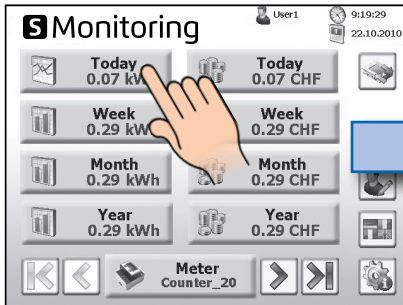 S Monitoring
User1
9:19:29
22.10.2010
Today
0.07 kW
Today
0.07 CHF
Week
0.29 kW
Week
0.29 CHF
Month
0.29 kWh
Month
0.29 CHF
Year
0.29 kWh
Year
0.29 CHF
Meter
Counter_20